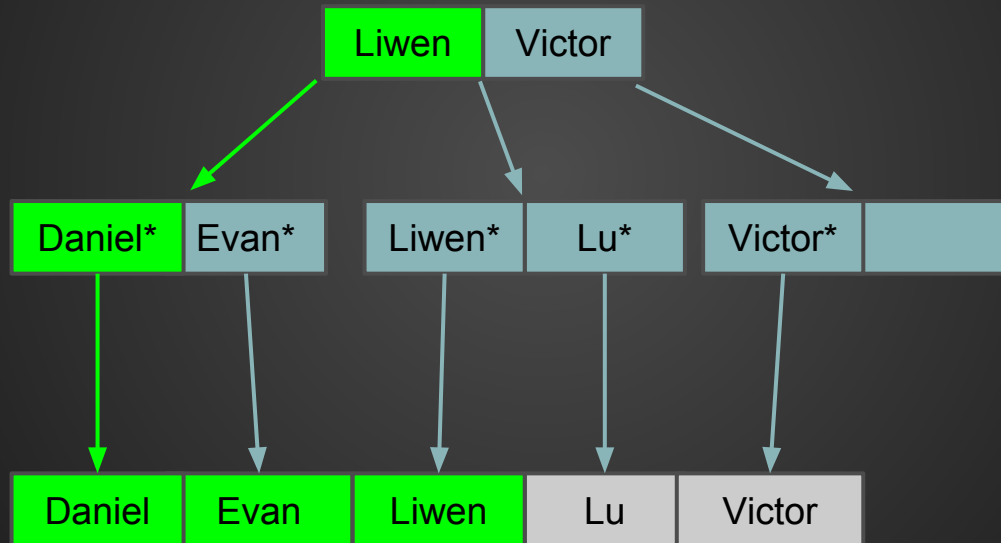 Liwen Victor
Daniel* Evan* Liwen* Lu* Victor*
Daniel Evan Liwen Lu Victor